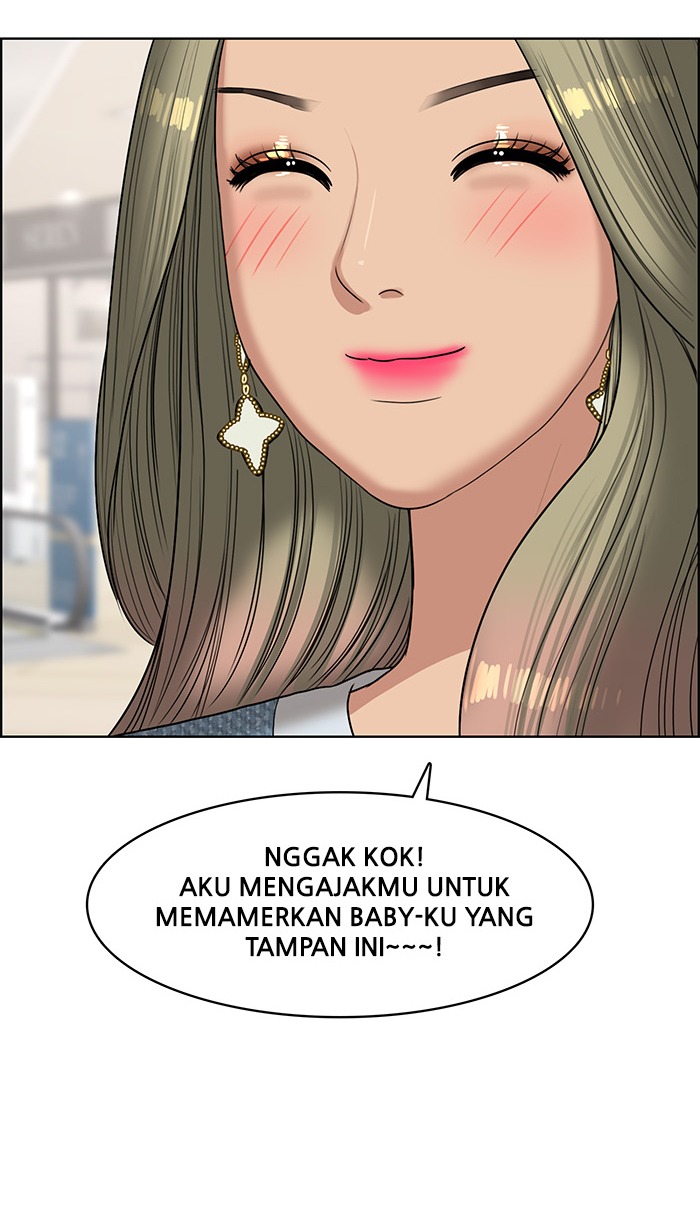 NGGAK KOK!
AKU MENGAJAKMU UNTUK
MEMAMERKAN BABY-KU YANG
TAMPAN INI~~~!